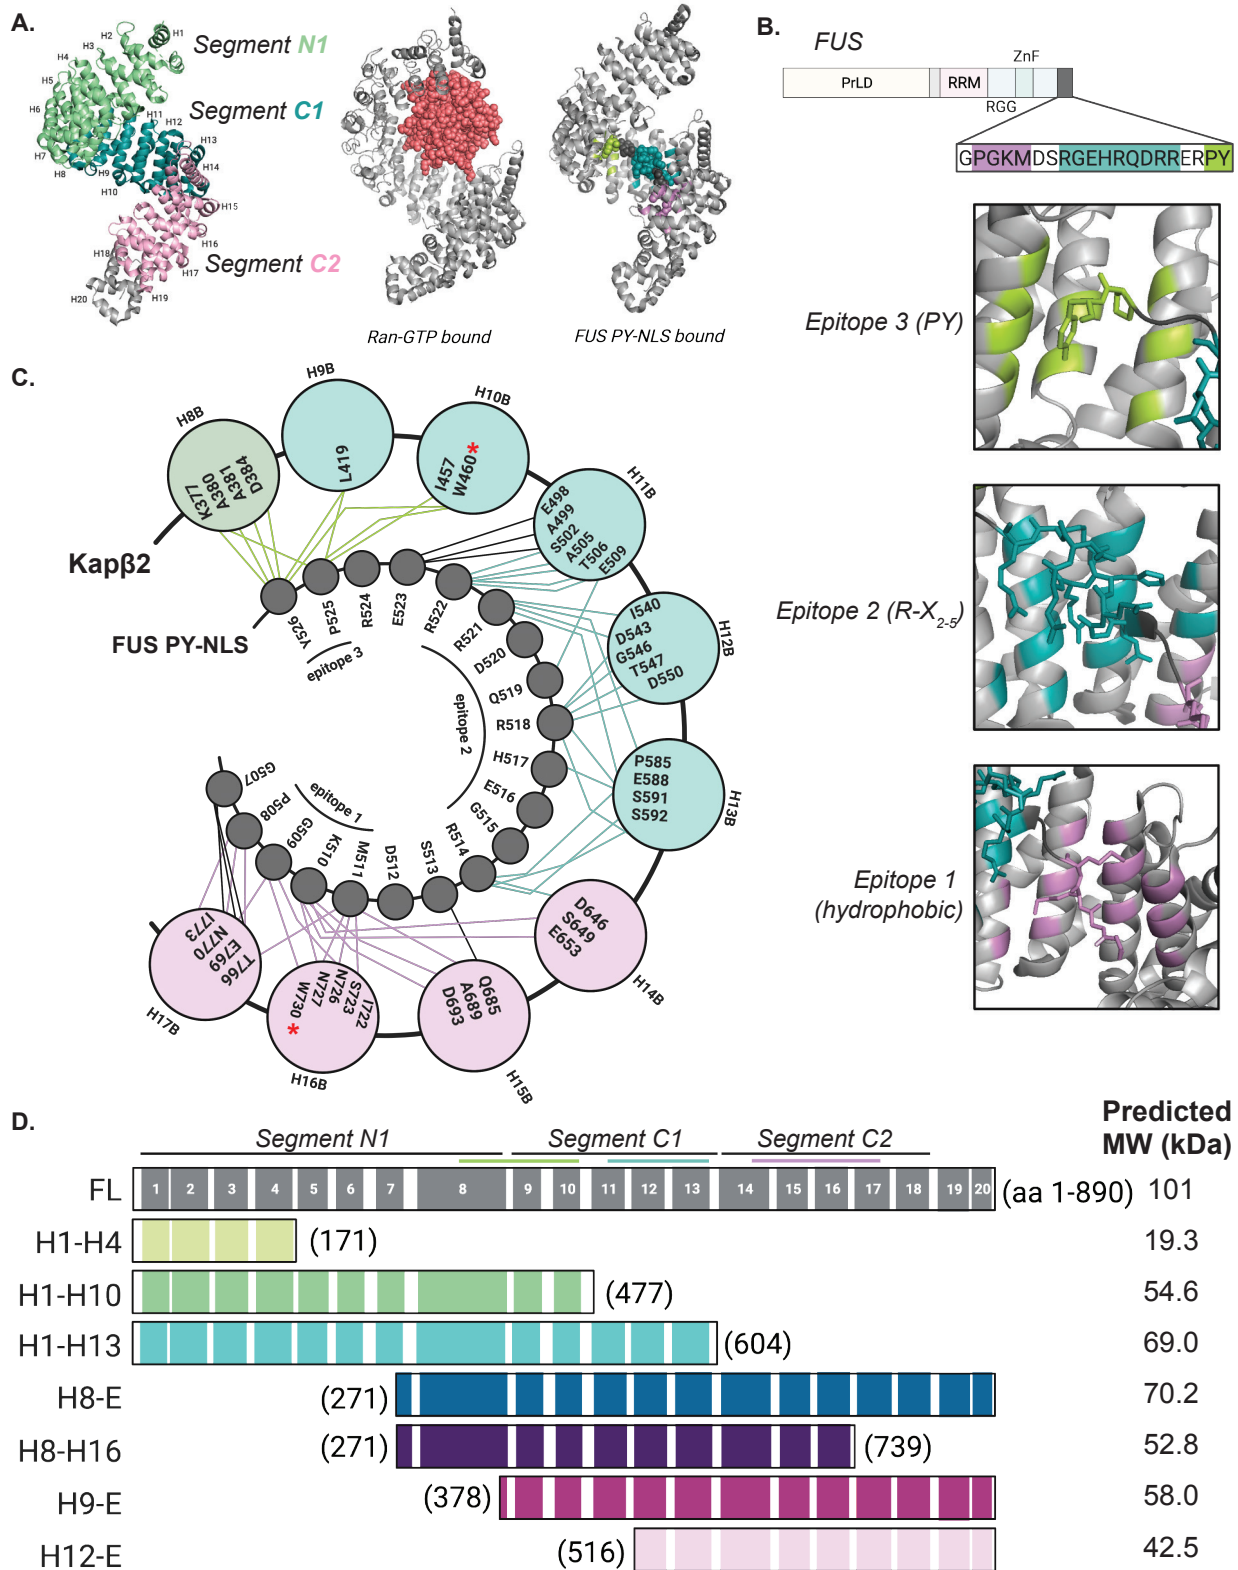 A.
H1
H2
H3
H4
H5
H6
H7
H8
H9
H10
H11
H12
H13
H14
H15
H16
H17
H18
H19
H20
Segment N1
Segment C1
Segment C2
Ran-GTP bound
FUS PY-NLS bound
B.
FUS
ZnF
PrLD
RRM
RGG
GPGKMDSRGEHRQDRRERPY
Epitope 3 (PY)
Epitope 2 (R-X2-5)
Epitope 1
(hydrophobic)
C.
H8B
K377
A380
A381
D384
H9B
L419
H10B
I457
W460*
H11B
E498
A499
S502
A505
T506
E509
H12B
I540
D543
G546
T547
D550
H13B
P585
E588
S591
S592
H14B
D646
S649
E653
H15B
Q685
A689
D693
H16B
I722
S723
N726
N727
W730
*
H17B
T766
E769
N770
I773
Kapβ2
FUS PY-NLS
Y526
P525
R524
E523
R522
R521
D520
Q519
R518
H517
E516
G515
R514
S513
D512
M511
K510
G509
P508
G507
epitope 3
epitope 2
epitope 1
D.
Predicted
MW (kDa)
Segment N1
Segment C1
Segment C2
FL 1 2 3 4 5 6 7 8 9 10 11 12 13 14 15 16 17 18 19 20 (aa 1-890) 101
H1-H4 (171) 19.3
H1-H10 (477) 54.6
H1-H13 (604) 69.0
H8-E (271) 70.2
H8-H16 (271) (739) 52.8
H9-E (378) 58.0
H12-E (516) 42.5